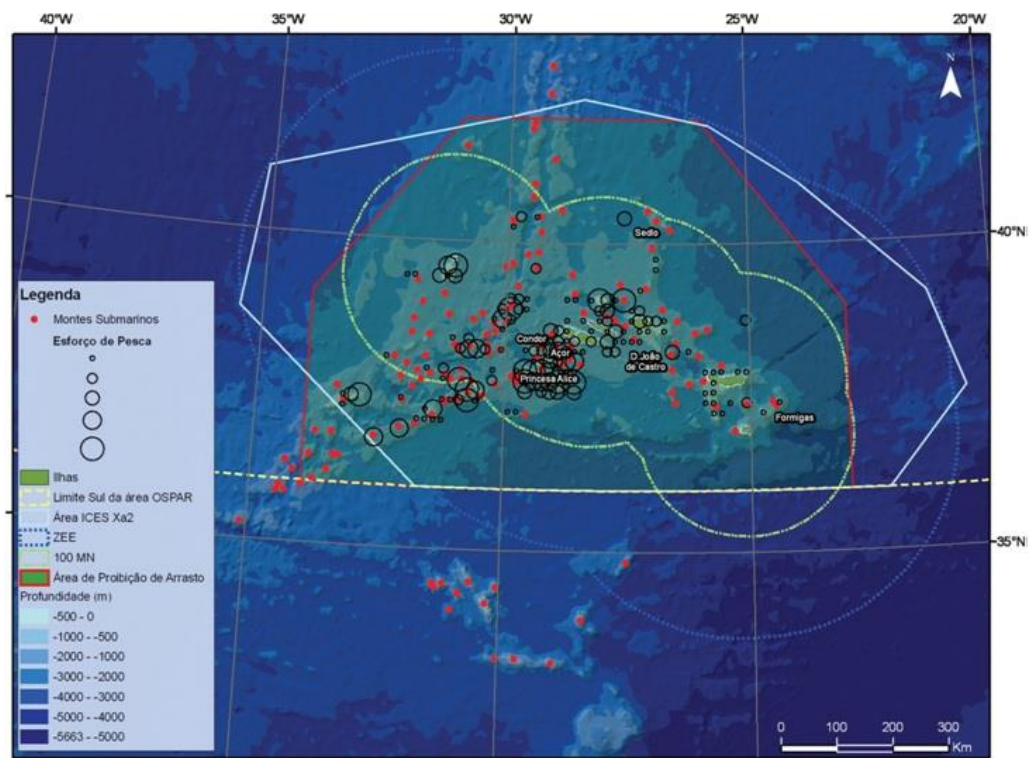 40°W
35°W
30°W
25°W
20°W
N
40°N
Sedlo
Legenda
Montes Submarinos
Esforço de Pesca
Condor
Açor
D.João
de Castro
Princesa Alice
Formigas
Ilhas
Limite Sul da área OSPAR
Área ICES Xa2
ZEE
100 MN
Área de Proibição de Arrasto
35°N
Profundidade (m)
-500 - 0
-1000 - -500
-2000 - -1000
-3000 - -2000
-4000 - -3000
-5000 - -4000
-5663 - -5000
0 100 200 300
Km